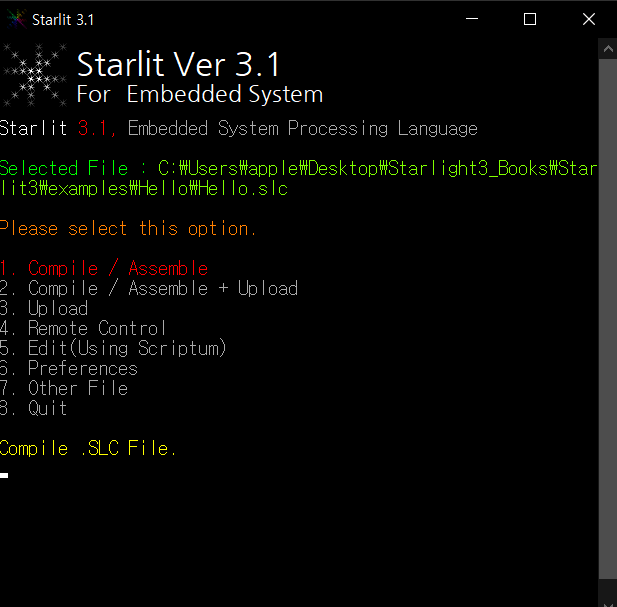 Starlit 3.1
Starlit Ver 3.1
For Embedded System
Starlit 3.1, Embedded System Processing Language
Selected File : C:₩Users₩apple₩Desktop₩Starlight3_Books₩Star
lit3₩examples₩Hello₩Hello.slc
Please select this option.
1. Compile / Assemble
2. Compile / Assemble + Upload
3. Upload
4. Remote Control
5. Edit(Using Scriptum)
6. Preferences
7. Other File
8. Quit
Compile .SLC File.